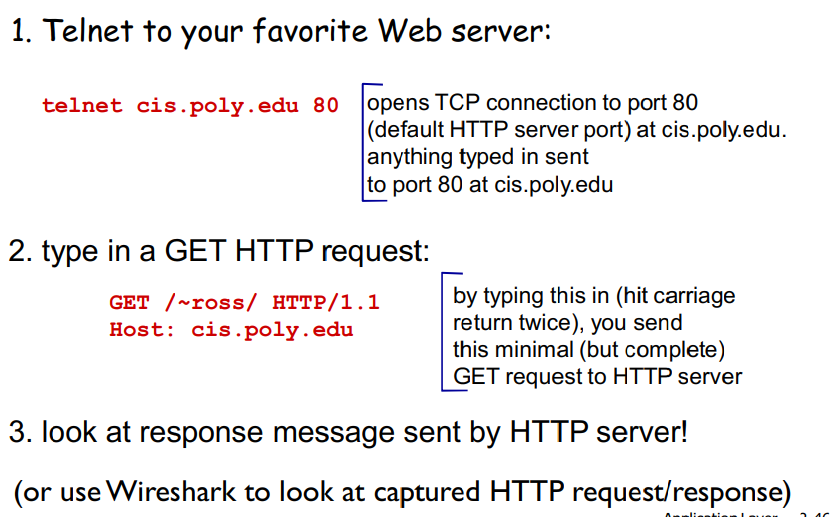 1. Telnet to your favorite Web server:
telnet cis.poly.edu 80
opens TCP connection to port 80
(default HTTP server port) at cis.poly.edu.
anything typed in sent
to port 80 at cis.poly.edu
2. type in a GET HTTP request:
GET /~ross/ HTTP/1.1
Host: cis.poly.edu
by typing this in (hit carriage
return twice), you send
this minimal (but complete)
GET request to HTTP server
3. look at response message sent by HTTP server!
(or use Wireshark to look at captured HTTP request/response)
Application Layer